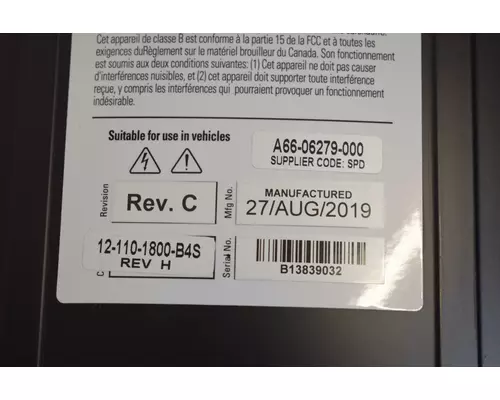 Cet appareil de classe B est conforme à la partie 15 de la FCC et à toutes les
exigences duRèglement sur le matériel brouilleur du Canada. Son fonctionnement
est soumis aux deux conditions suivantes: (1) Cet appareil ne doit pas causer
d'interférences nuisibles, et (2) cet appareil doit supporter toute interférence
reçue, y compris les interférences qui pourraient provoquer un fonctionnement
indésirable.
Suitable for use in vehicles
A66-06279-000
SUPPLIER CODE: SPD
Revision
Rev. C
Mfg No.
MANUFACTURED
27/AUG/2019
12-110-1800-B4S
REV H
Serial No.
B13839032